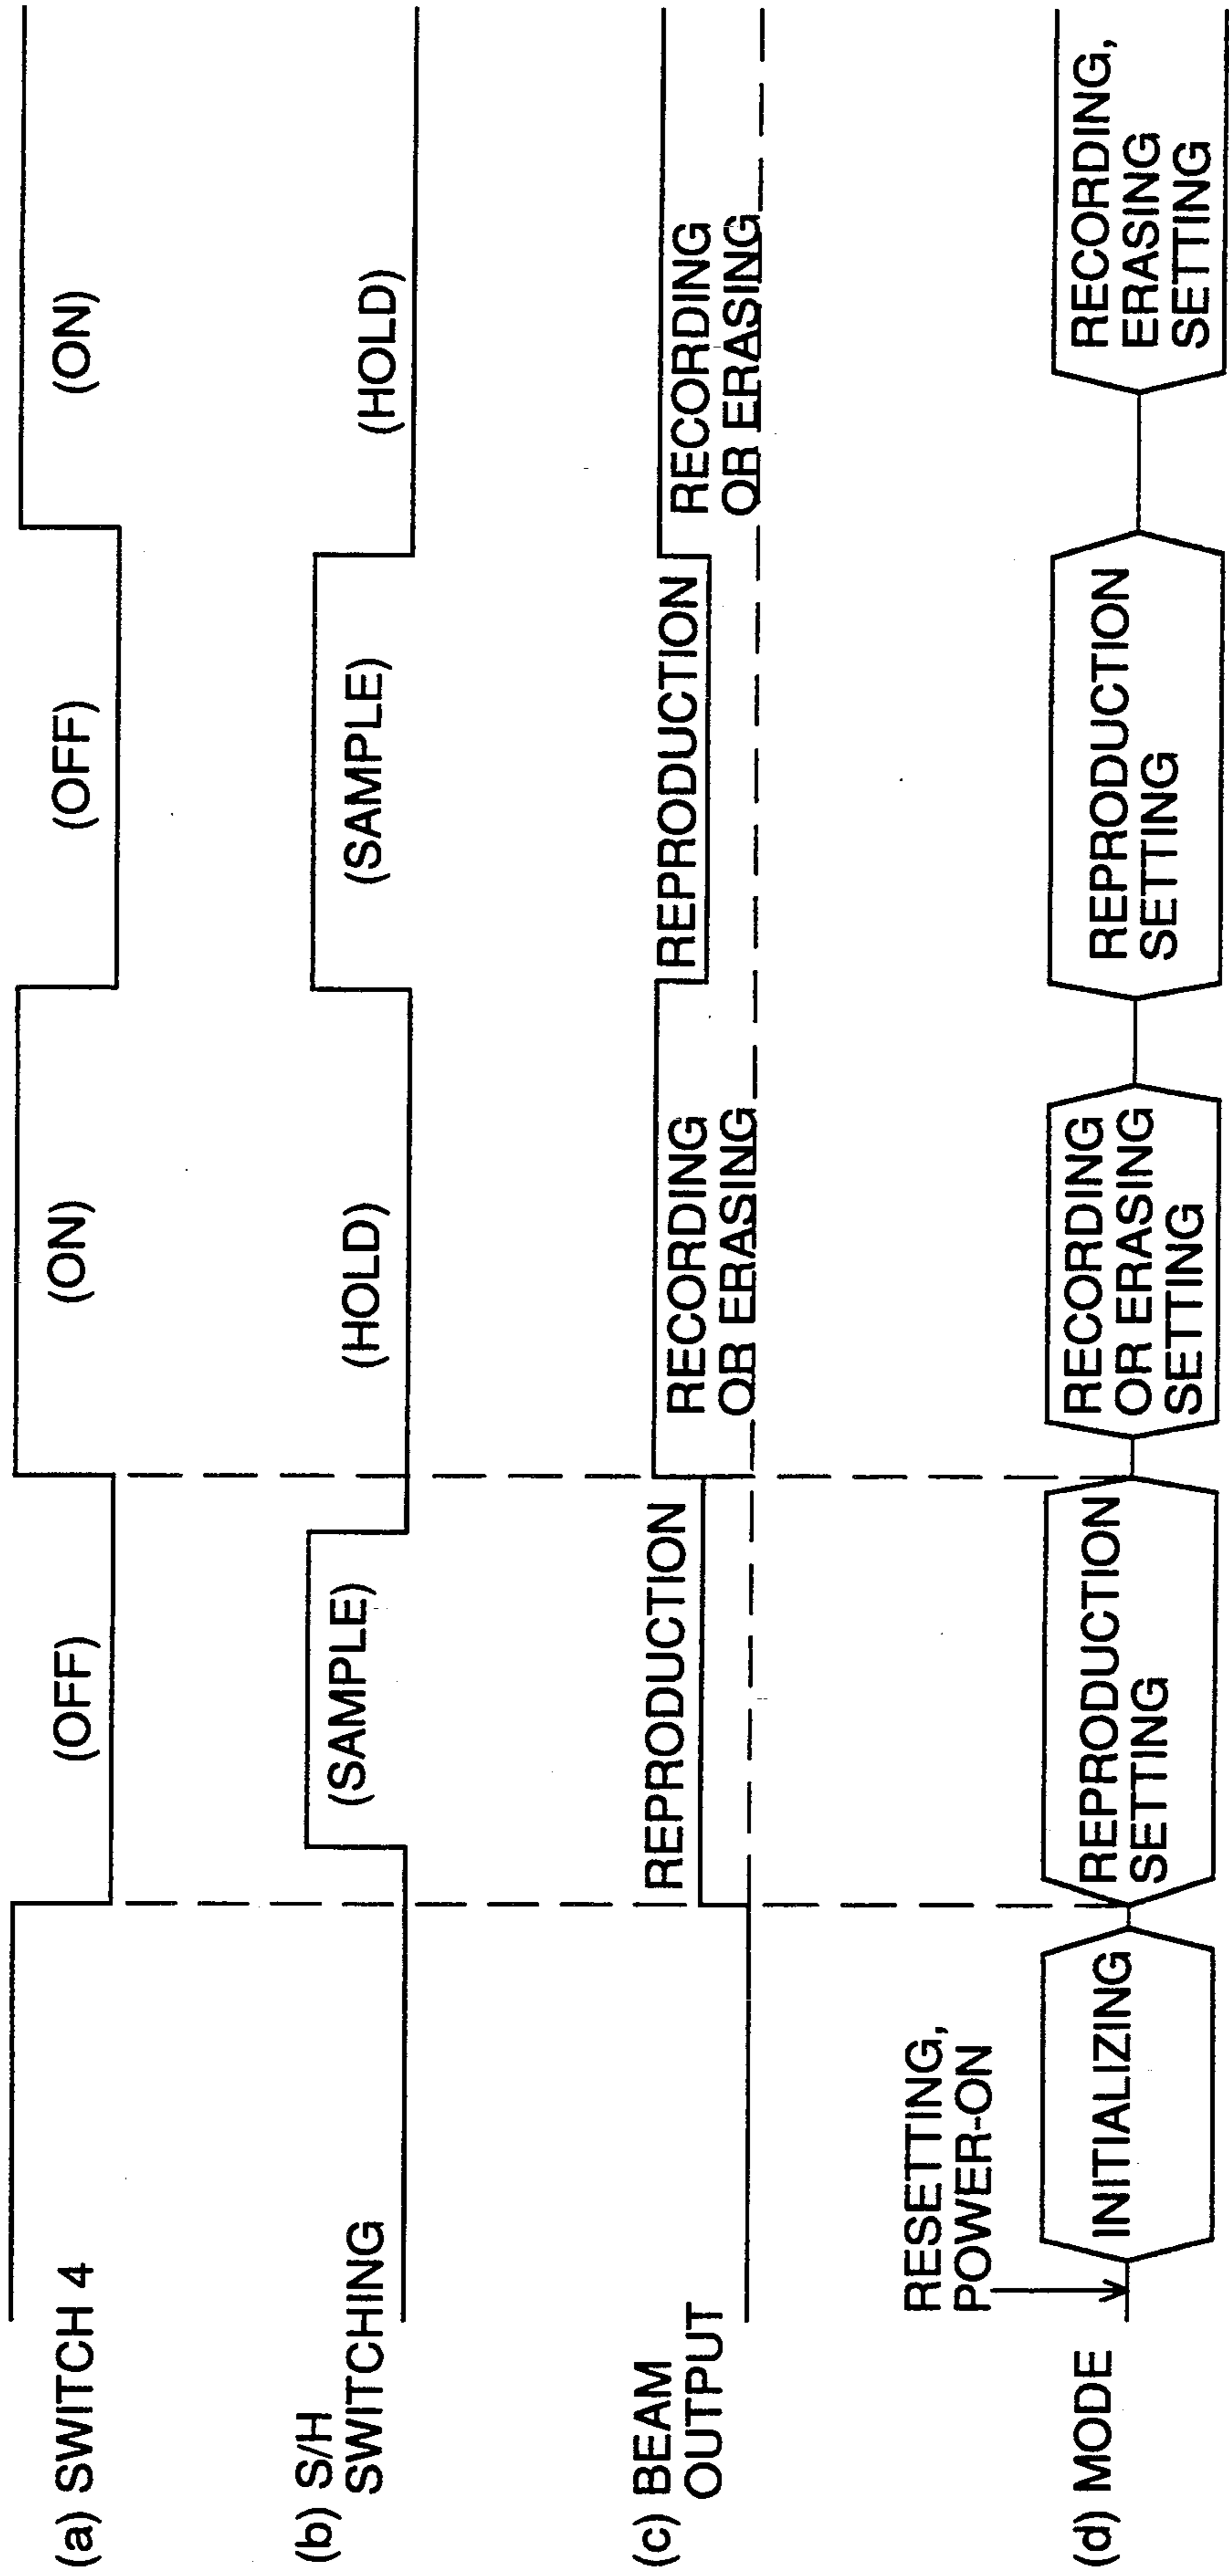 (a) SWITCH 4
(OFF)
(ON)
(OFF)
(ON)
(b) S/H
SWITCHING
(SAMPLE)
(HOLD)
(SAMPLE)
(HOLD)
(c) BEAM
OUTPUT
REPRODUCTION
RECORDING
OR ERASING
REPRODUCTION
RECORDING
OR ERASING
RESETTING,
POWER-ON
(d) MODE
INITIALIZING
REPRODUCTION
SETTING
RECORDING
OR ERASING
SETTING
REPRODUCTION
SETTING
RECORDING,
ERASING
SETTING